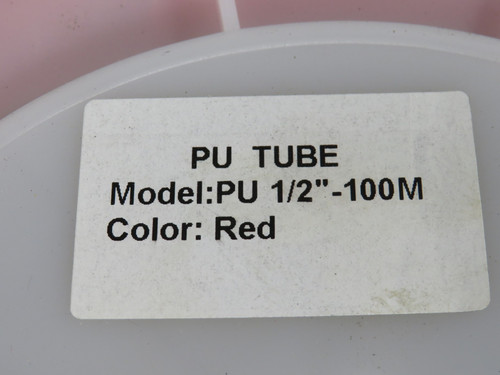 PU TUBE
Model:PU 1/2"-100M
Color: Red